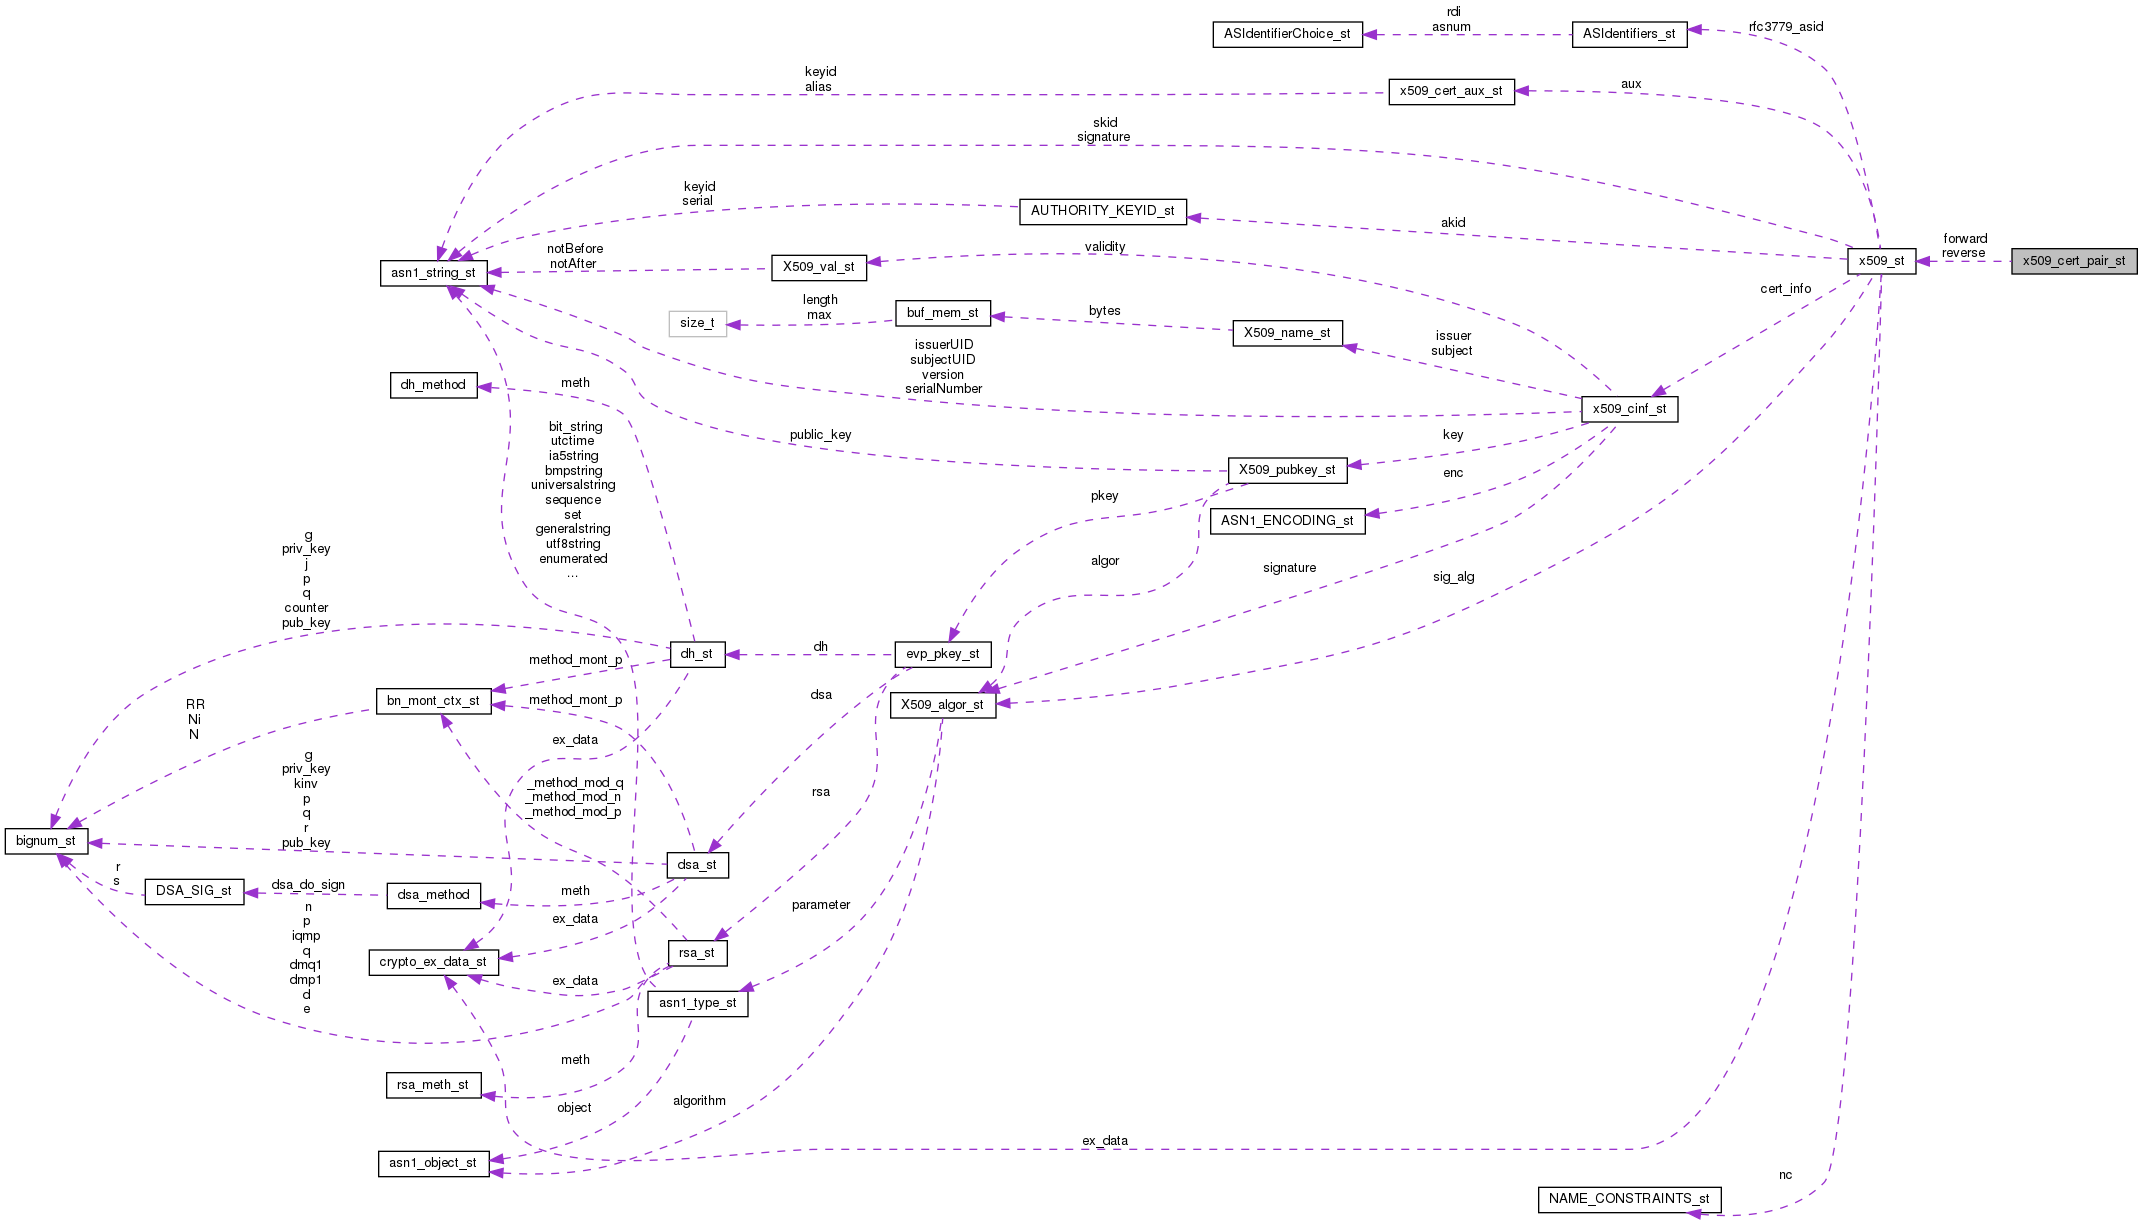 rdi
asnum
ASIdentifierChoice_st
ASIdentifiers_st
rfc3779_asid
keyid
alias
x509_cert_aux_st
aux
skid
signature
keyid
serial
AUTHORITY_KEYID_st
akid
notBefore
notAfter
asn1_string_st
X509_val_st
validity
x509_st
forward
reverse
x509_cert_pair_st
cert_info
length
max
size_t
buf_mem_st
bytes
X509_name_st
issuer
subject
issuerUID
subjectUID
version
serialNumber
dh_method
meth
x509_cinf_st
bit_string
utctime
ia5string
bmpstring
universalstring
sequence
set
generalstring
utf8string
enumerated
...
public_key
key
X509_pubkey_st
enc
pkey
ASN1_ENCODING_st
algor
signature
sig_alg
g
priv_key
j
p
q
counter
pub_key
dh_st
dh
evp_pkey_st
method_mont_p
bn_mont_ctx_st
method_mont_p
dsa
X509_algor_st
RR
Ni
N
ex_data
g
priv_key
kinv
p
q
r
pub_key
_method_mod_q
_method_mod_n
_method_mod_p
rsa
bignum_st
dsa_st
r
s
DSA_SIG_st
dsa_do_sign
dsa_method
meth
ex_data
parameter
n
p
iqmp
q
dmq1
dmp1
d
e
crypto_ex_data_st
rsa_st
ex_data
asn1_type_st
meth
rsa_meth_st
object
algorithm
asn1_object_st
ex_data
nc
NAME_CONSTRAINTS_st